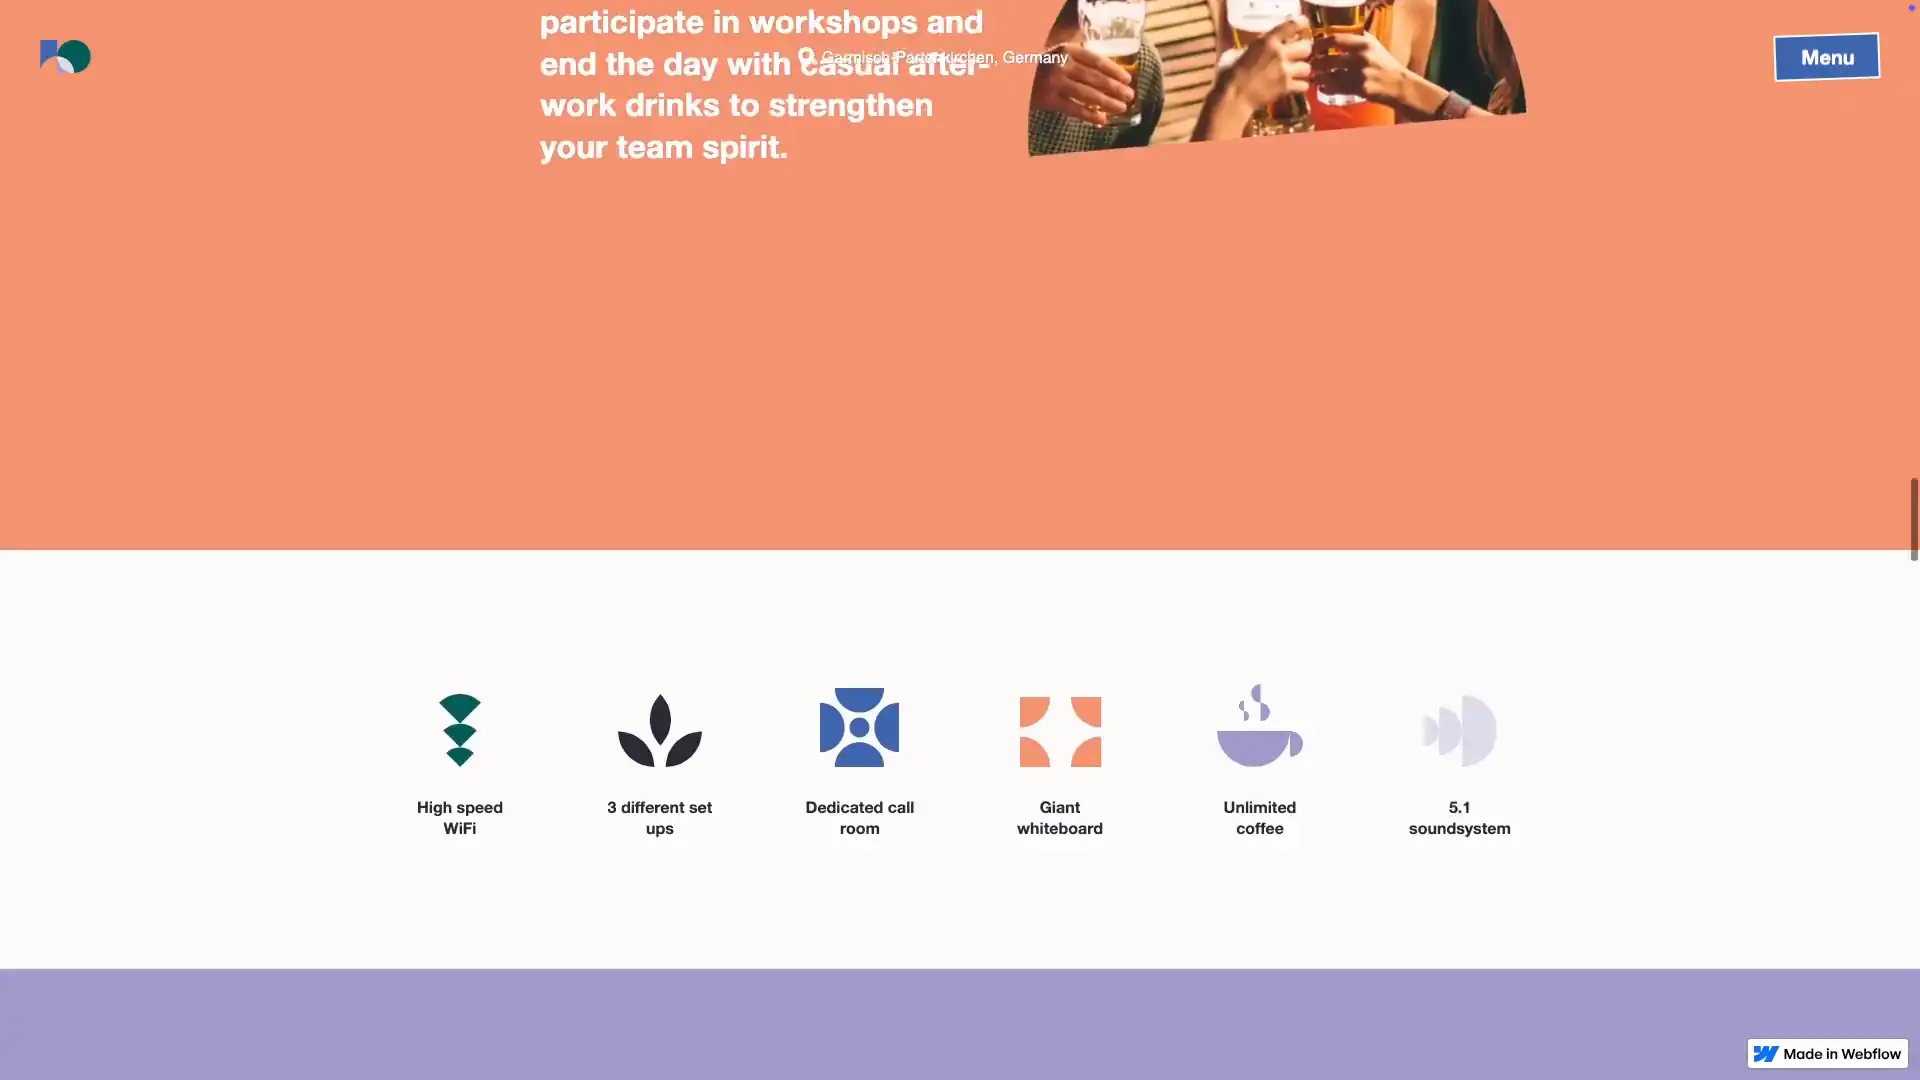 participate in workshops and
end the day with casual after-
work drinks to strengthen
your team spirit.
Garmisch-Partenkirchen, Germany
Menu
High speed
WiFi
3 different set
ups
Dedicated call
room
Giant
whiteboard
Unlimited
coffee
5.1
soundsystem
Made in Webflow